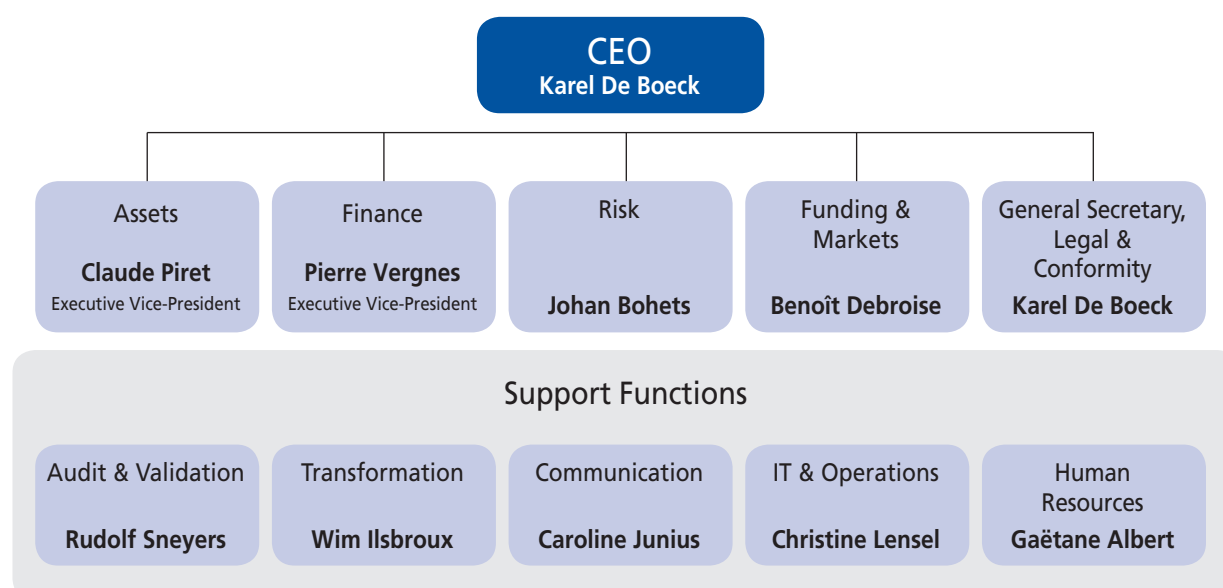 CEO
Karel De Boeck
Assets
Claude Piret
Executive Vice-President
Finance
Pierre Vergnes
Executive Vice-President
Risk
Johan Bohets
Funding &
Markets
Benoît Debroise
General Secretary,
Legal &
Conformity
Karel De Boeck
Support Functions
Audit & Validation
Rudolf Sneyers
Transformation
Wim Ilsbroux
Communication
Caroline Junius
IT & Operations
Christine Lensel
Human
Resources
Gaëtane Albert